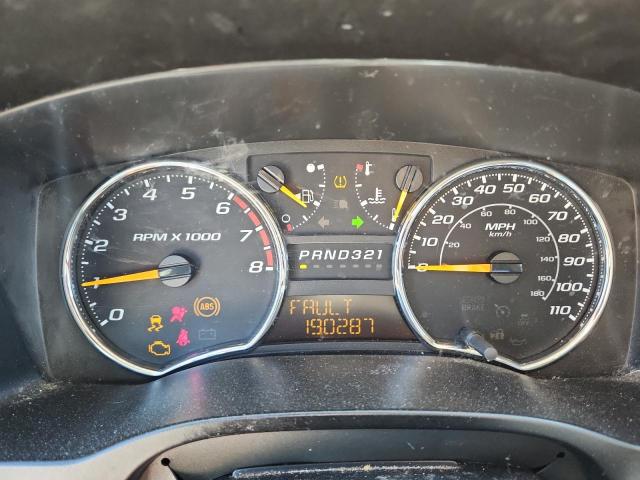 0 1 2 3 4 5 6 7 8
RPM X 1000
ABS
PRND321
FAULT
190287
0 10 20 30 40 50 60 70 80 90 100 110
20 40 60 80 100 120 140 160 180
MPH
km/h
BRAKE